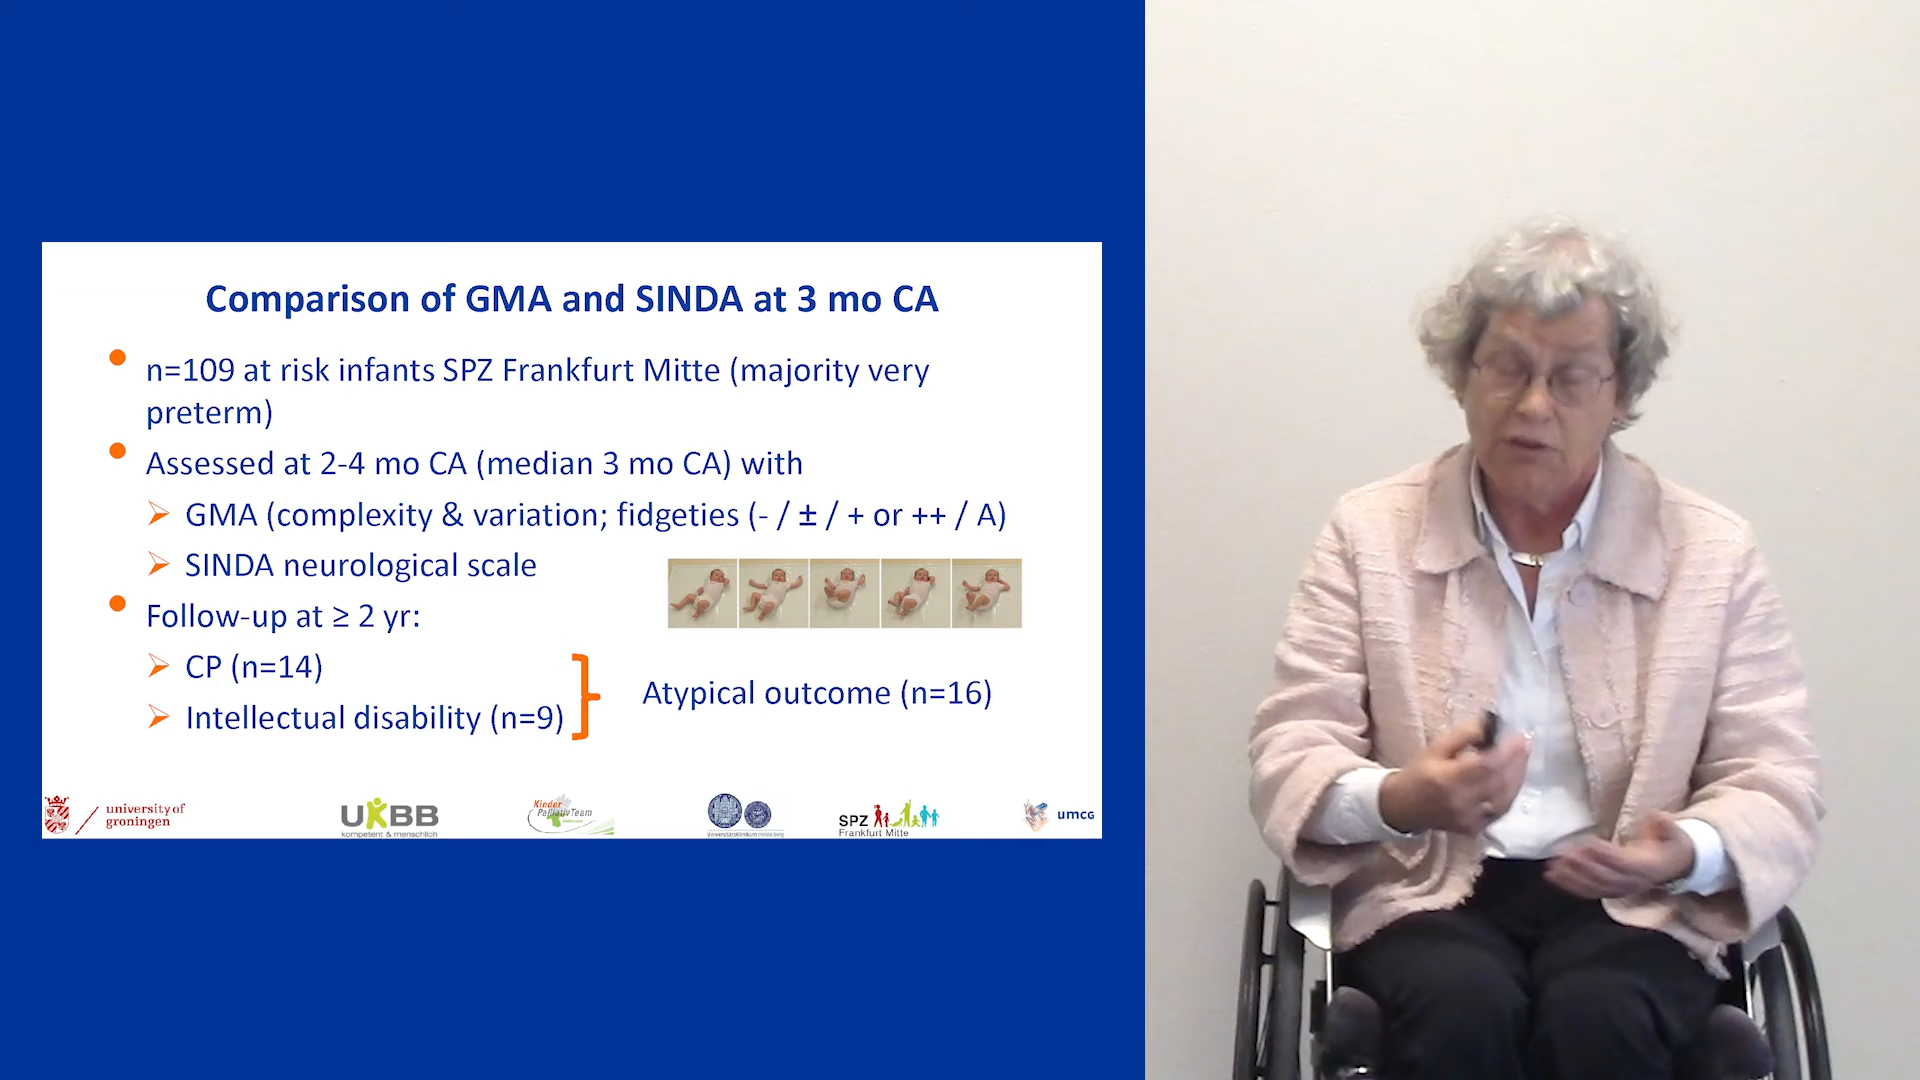 Comparison of GMA and SINDA at 3 mo CA
n=109 at risk infants SPZ Frankfurt Mitte (majority very
preterm)
Assessed at 2-4 mo CA (median 3 mo CA) with
GMA (complexity & variation; fidgeties (- / ± / + or ++ / A)
SINDA neurological scale
Follow-up at ≥ 2 yr:
CP (n=14)
Intellectual disability (n=9)
Atypical outcome (n=16)
university of
groningen
UKBB
kompetent & menschlich
Kinder
PalliativTeam
UniversitätsKlinikum Heidelberg
SPZ
Frankfurt Mitte
umcg